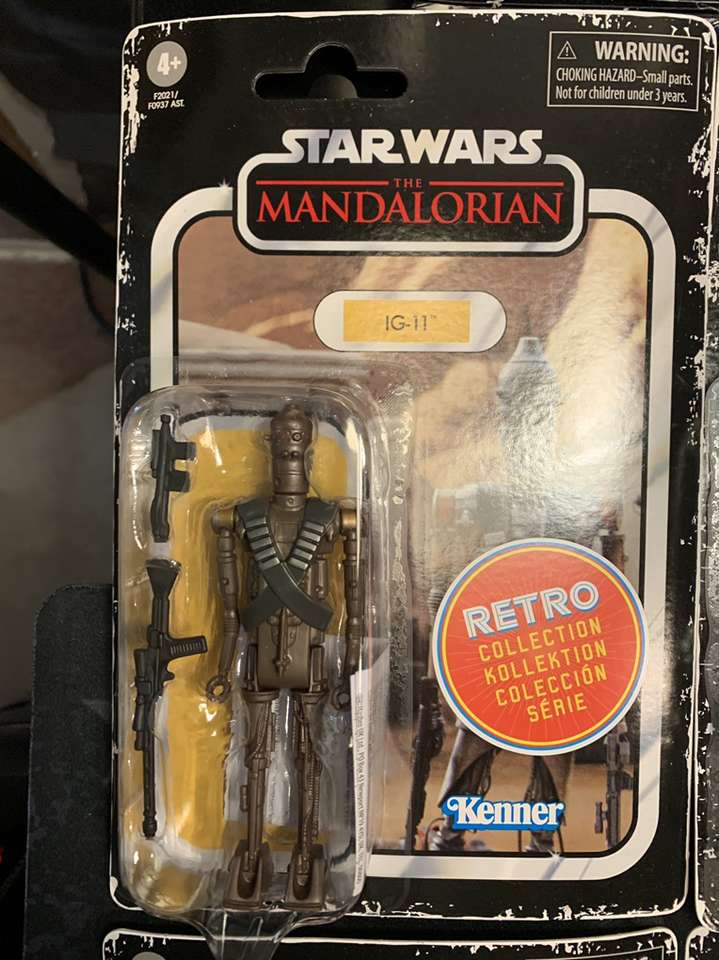 4+
F2021/
F0937 AST.
WARNING:
CHOKING HAZARD–Small parts.
Not for children under 3 years.
STAR WARS
THE
MANDALORIAN
IG-11™
RETRO
COLLECTION
KOLLEKTION
COLECCIÓN
SÉRIE
Kenner